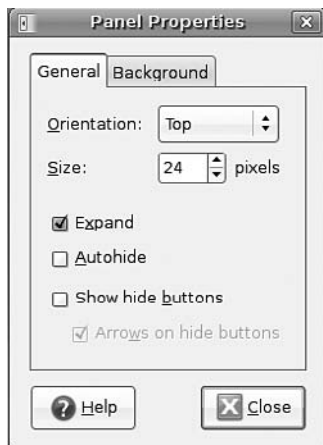 Panel Properties
General Background
Orientation: Top
Size: 24 pixels
Expand
Autohide
Show hide buttons
Arrows on hide buttons
Help Close